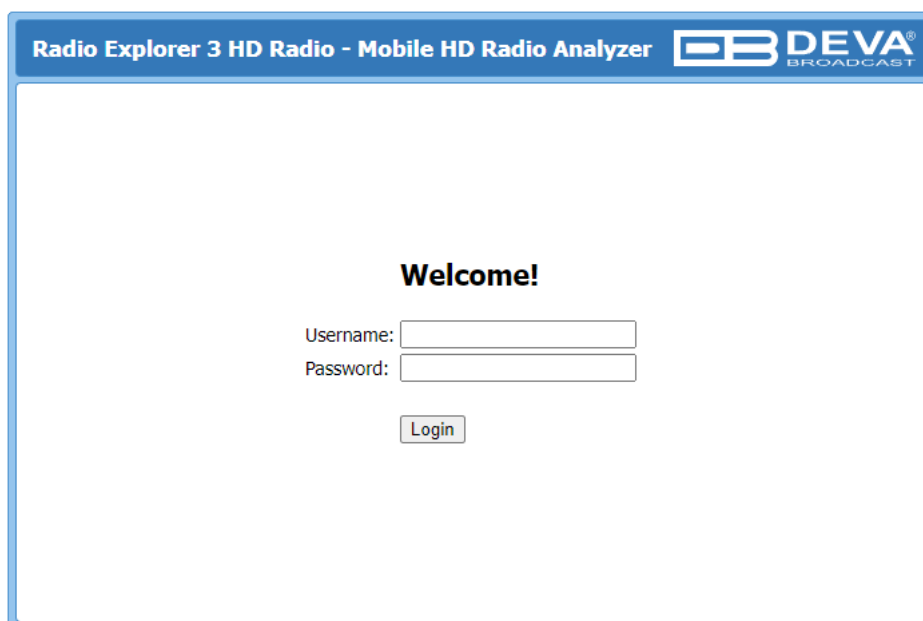 Radio Explorer 3 HD Radio - Mobile HD Radio Analyzer
DEVA®
BROADCAST
Welcome!
Username:
Password:
Login